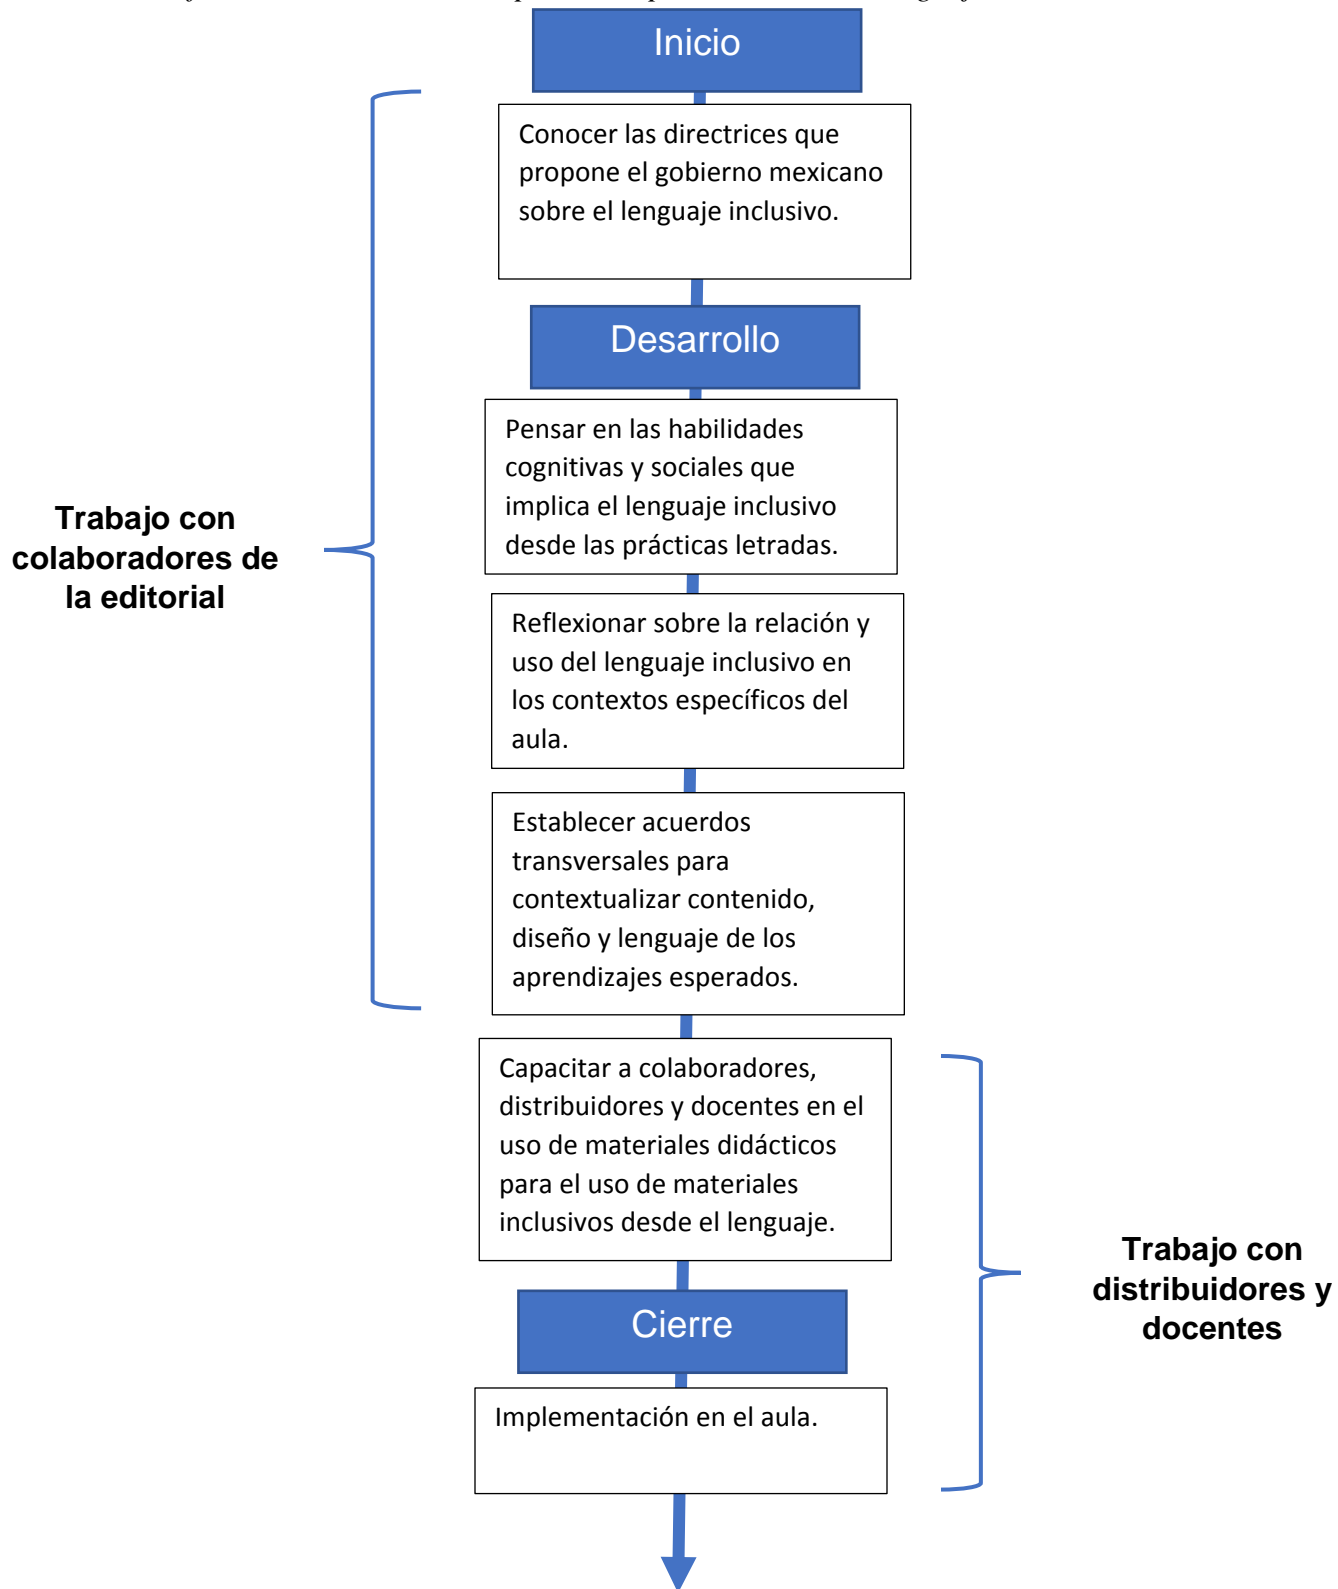 Inicio
Conocer las directrices que
propone el gobierno mexicano
sobre el lenguaje inclusivo.
Desarrollo
Pensar en las habilidades
cognitivas y sociales que
implica el lenguaje inclusivo
desde las prácticas letradas.
Trabajo con
colaboradores de
la editorial
Reflexionar sobre la relación y
uso del lenguaje inclusivo en
los contextos específicos del
aula.
Establecer acuerdos
transversales para
contextualizar contenido,
diseño y lenguaje de los
aprendizajes esperados.
Capacitar a colaboradores,
distribuidores y docentes en el
uso de materiales didácticos
para el uso de materiales
inclusivos desde el lenguaje.
Trabajo con
distribuidores y
docentes
Cierre
Implementación en el aula.